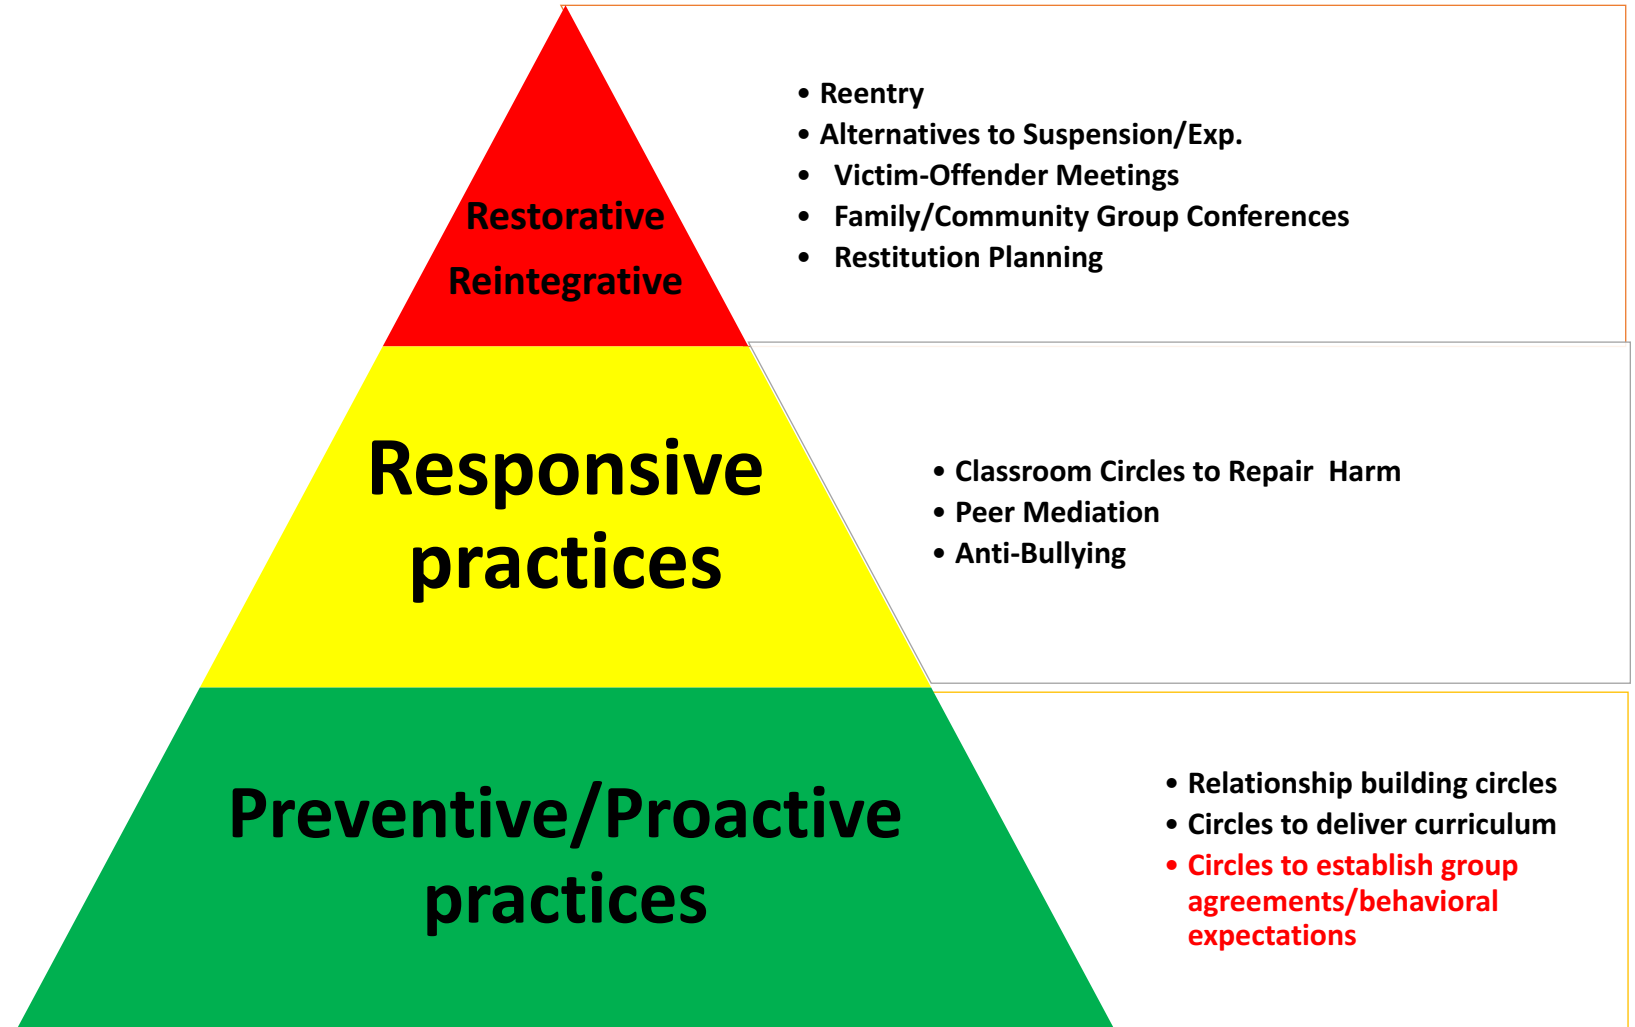 Restorative
Reintegrative
• Reentry
• Alternatives to Suspension/Exp.
• Victim-Offender Meetings
• Family/Community Group Conferences
• Restitution Planning
Responsive
practices
• Classroom Circles to Repair  Harm
• Peer Mediation
• Anti-Bullying
Preventive/Proactive
practices
• Relationship building circles
• Circles to deliver curriculum
• Circles to establish group
agreements/behavioral
expectations